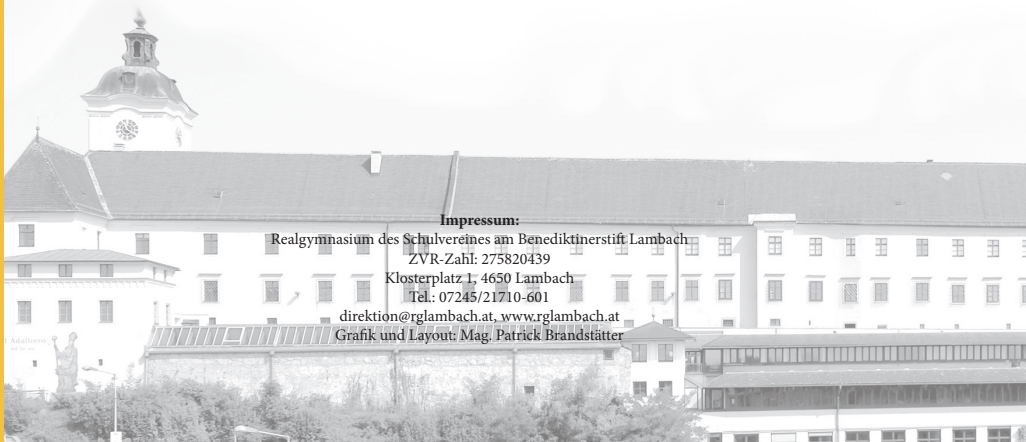 Impressum:
Realgymnasium des Schulvereines am Benediktinerstift Lambach
ZVR-Zahl: 275820439
Klosterplatz 1, 4650 Lambach
Tel.: 07245/21710-601
direktion@rglambach.at, www.rglambach.at
Grafik und Layout: Mag. Patrick Brandstätter